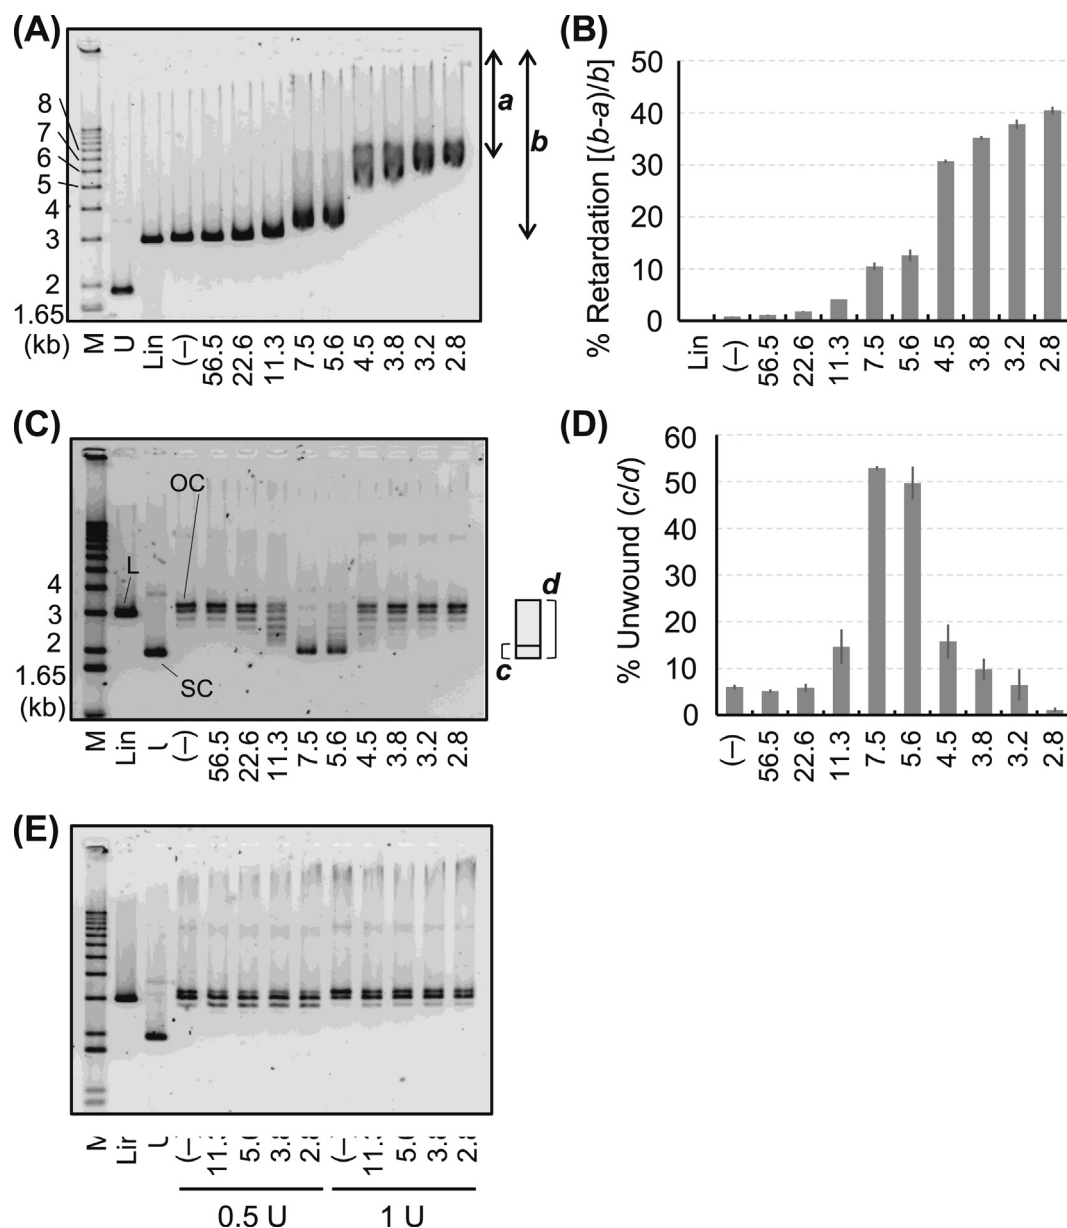 (A)
8
7
6
5
4
3
2
1.65
(kb)
M
U
Lin
(–)
56.5
22.6
11.3
7.5
5.6
4.5
3.8
3.2
2.8
a
b
(B)
% Retardation [(b-a)/b]
50
40
30
20
10
0
Lin
(–)
56.5
22.6
11.3
7.5
5.6
4.5
3.8
3.2
2.8
(C)
OC
L
SC
4
3
2
1.65
(kb)
M
Lin
(–)
56.5
22.6
11.3
7.5
5.6
4.5
3.8
3.2
2.8
d
c
(D)
% Unwound (c/d)
60
50
40
30
20
10
0
(–)
56.5
22.6
11.3
7.5
5.6
4.5
3.8
3.2
2.8
(E)
0.5 U
1 U